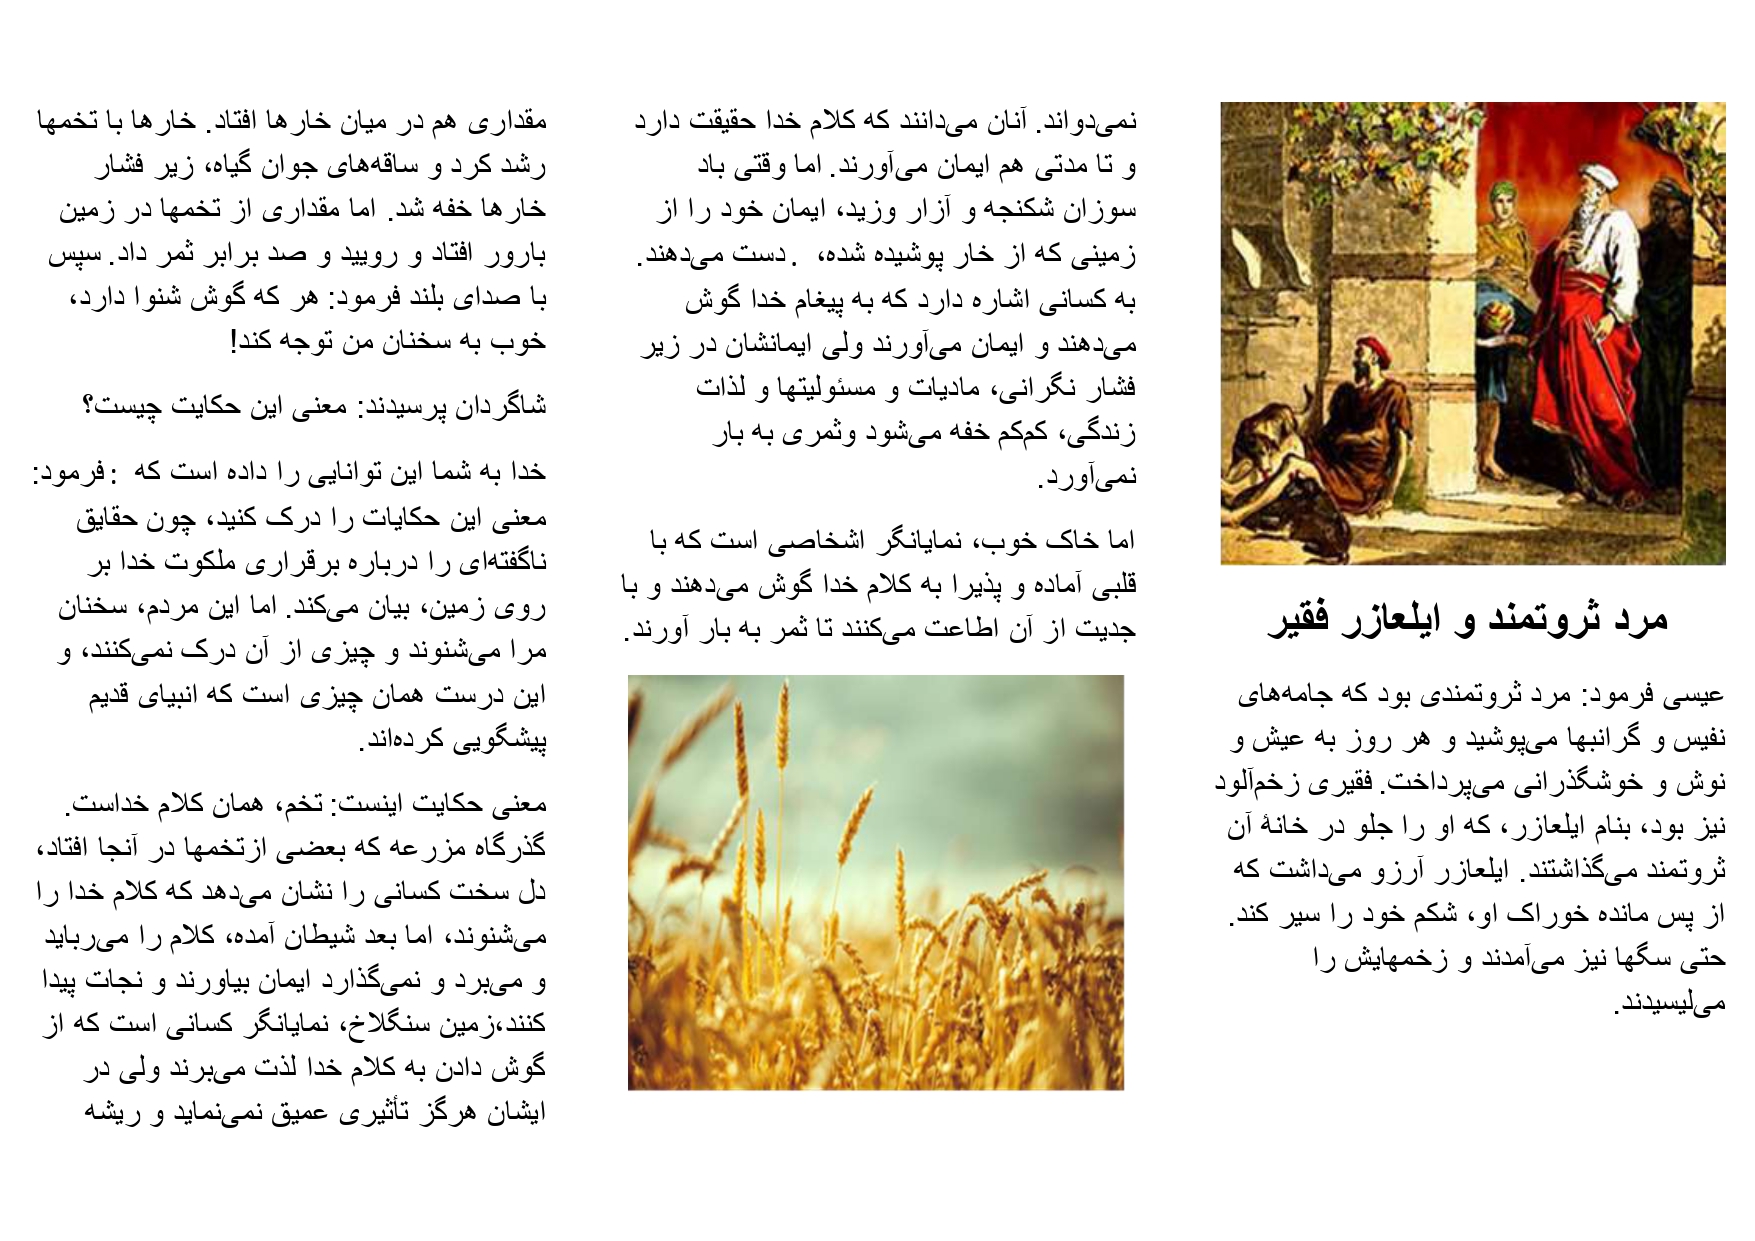 مقداری هم در میان خارها افتاد. خارها با تخمها
رشد کرد و ساقه‌های جوان گیاه، زیر فشار
خارها خفه شد. اما مقداری از تخمها در زمین
بارور افتاد و رویید و صد برابر ثمر داد. سپس
با صدای بلند فرمود: هر که گوش شنوا دارد،
خوب به سخنان من توجه کند!
شاگردان پرسیدند: معنی این حکایت چیست؟
خدا به شما این توانایی را داده است که : فرمود:
معنی این حکایات را درک کنید، چون حقایق
ناگفته‌ای را درباره برقراری ملکوت خدا بر
روی زمین، بیان می‌کند. اما این مردم، سخنان
مرا می‌شنوند و چیزی از آن درک نمی‌کنند، و
این درست همان چیزی است که انبیای قدیم
پیشگویی کرده‌اند.
معنی حکایت اینست: تخم، همان کلام خداست.
گذرگاه مزرعه که بعضی ازتخمها در آنجا افتاد،
دل سخت کسانی را نشان می‌دهد که کلام خدا را
می‌شنوند، اما بعد شیطان آمده، کلام را می‌رباید
و می‌برد و نمی‌گذارد ایمان بیاورند و نجات پیدا
کنند،زمین سنگلاخ، نمایانگر کسانی است که از
گوش دادن به کلام خدا لذت می‌برند ولی در
ایشان هرگز تأثیری عمیق نمی‌نماید و ریشه
نمی‌دواند. آنان می‌دانند که کلام خدا حقیقت دارد
و تا مدتی هم ایمان می‌آورند. اما وقتی باد
سوزان شکنجه و آزار وزید، ایمان خود را از
زمینی که از خار پوشیده شده، . دست می‌دهند.
به کسانی اشاره دارد که به پیغام خدا گوش
می‌دهند و ایمان می‌آورند ولی ایمانشان در زیر
فشار نگرانی، مادیات و مسئولیتها و لذات
زندگی، کم‌کم خفه می‌شود وثمری به بار
نمی‌آورد.
اما خاک خوب، نمایانگر اشخاصی است که با
قلبی آماده و پذیرا به کلام خدا گوش می‌دهند و با
جدیت از آن اطاعت می‌کنند تا ثمر به بار آورند.
مرد ثروتمند و ایلعازر فقیر
عیسی فرمود: مرد ثروتمندی بود که جامه‌های
نفیس و گرانبها می‌پوشید و هر روز به عیش و
نوش و خوشگذرانی می‌پرداخت. فقیری زخم‌آلود
نیز بود، بنام ایلعازر، که او را جلو در خانهٔ آن
ثروتمند می‌گذاشتند. ایلعازر آرزو می‌داشت که
از پس مانده خوراک او، شکم خود را سیر کند.
حتی سگها نیز می‌آمدند و زخمهایش را
می‌لیسیدند.